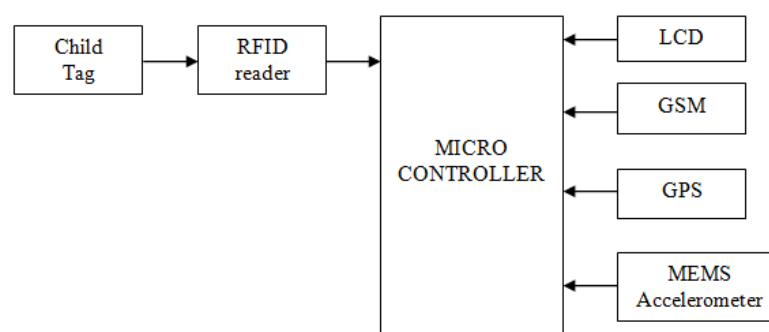 Child
Tag
RFID
reader
MICRO
CONTROLLER
LCD
GSM
GPS
MEMS
Accelerometer